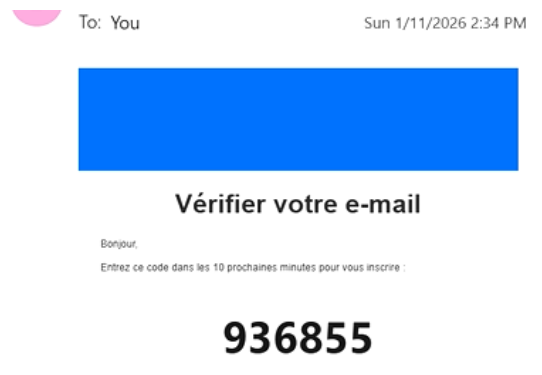 To: You
Sun 1/11/2026 2:34 PM
Vérifier votre e-mail
Bonjour,
Entrez ce code dans les 10 prochaines minutes pour vous inscrire :
936855